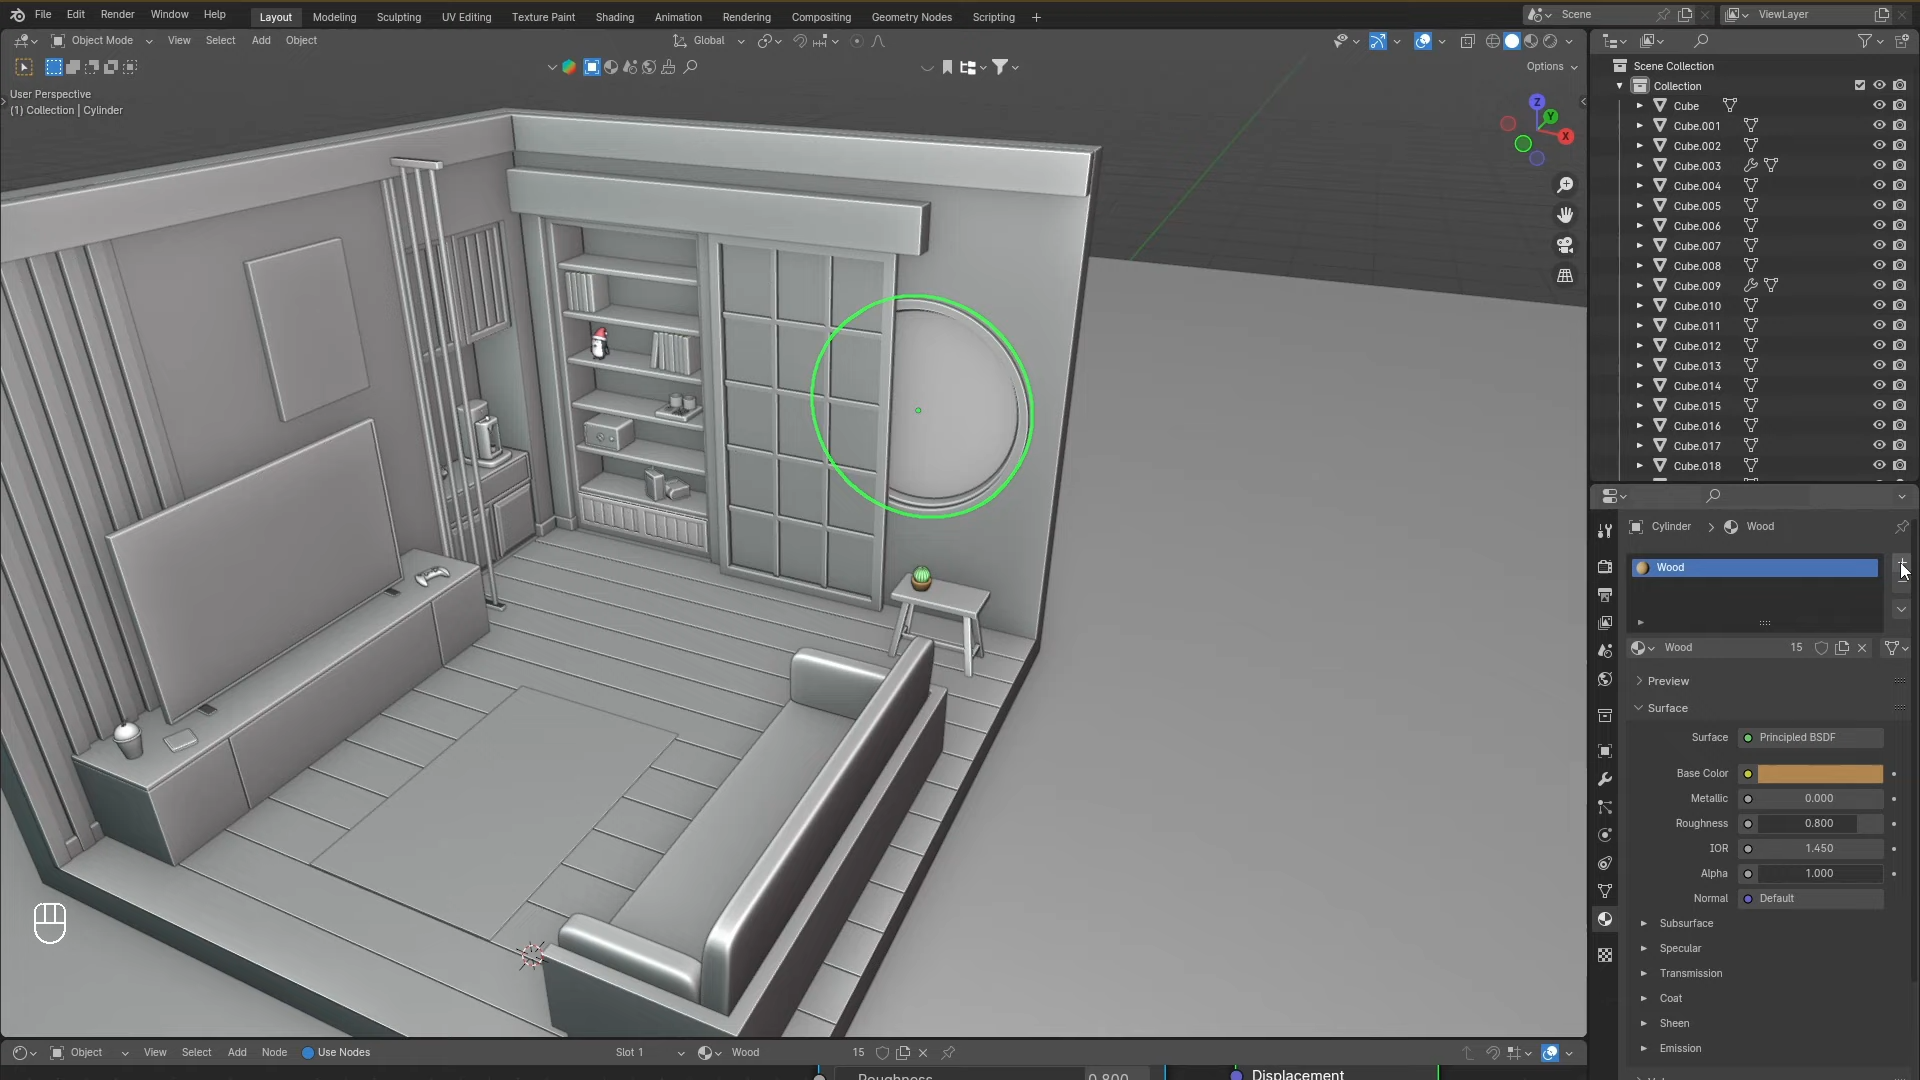 File Edit Render Window Help Layout Modeling Sculpting UV Editing Texture Paint Shading Animation Rendering Compositing Geometry Nodes Scripting + Scene ViewLayer
Object Mode View Select Add Object Global
Options
User Perspective
(1) Collection | Cylinder
Z
Y
X
Scene Collection
Collection
Cube
Cube.001
Cube.002
Cube.003
Cube.004
Cube.005
Cube.006
Cube.007
Cube.008
Cube.009
Cube.010
Cube.011
Cube.012
Cube.013
Cube.014
Cube.015
Cube.016
Cube.017
Cube.018
Cylinder > Wood
Wood
Wood 15
Preview
Surface
Surface Principled BSDF
Base Color
Metallic 0.000
Roughness 0.800
IOR 1.450
Alpha 1.000
Normal Default
Subsurface
Specular
Transmission
Coat
Sheen
Emission
Object View Select Add Node Use Nodes Slot 1 Wood 15
Roughness 0.800 Displacement